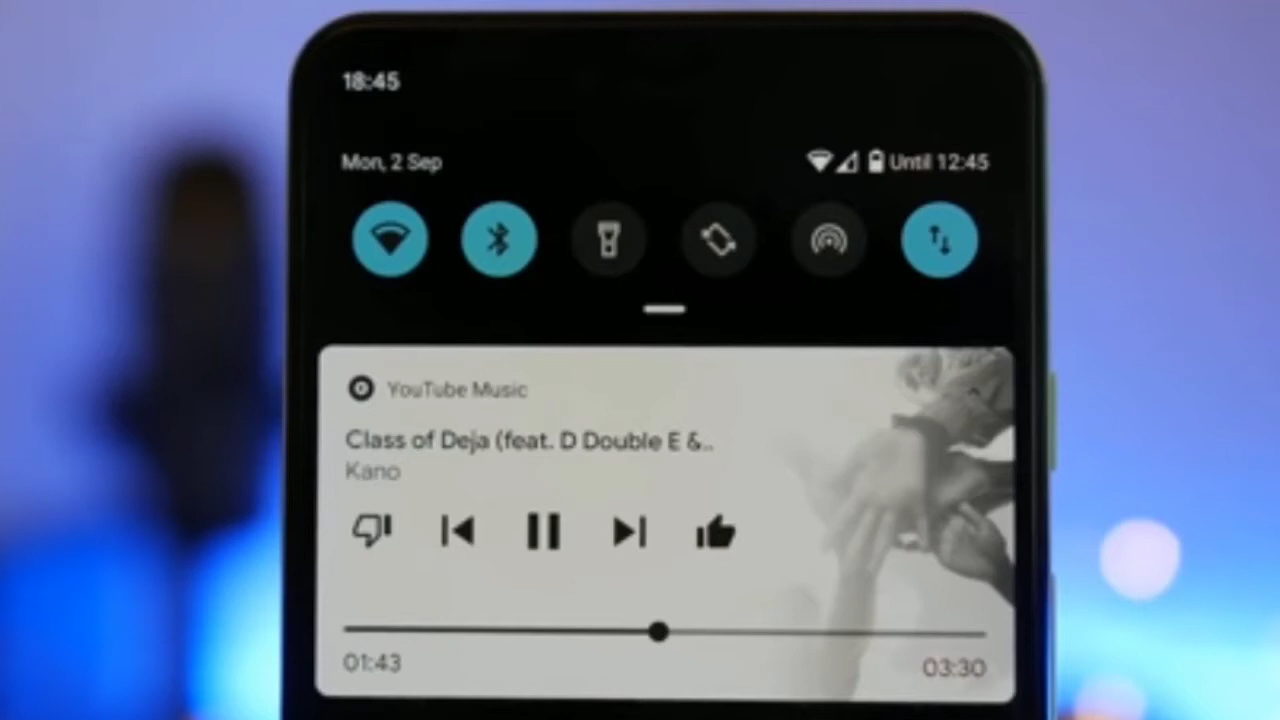 18:45
Mon, 2 Sep
Until 12:45
YouTube Music
Class of Deja (feat. D Double E &..
Kano
01:43
03:30